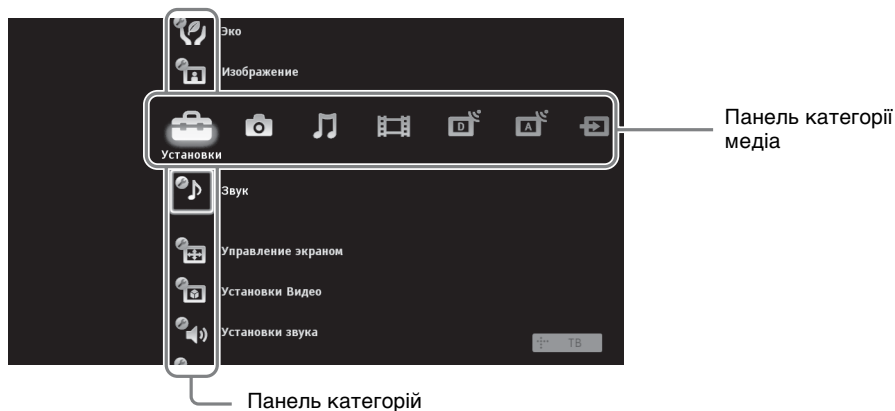 Эко
Изображение
Установки
Панель категорії
медіа
Звук
Управление экраном
Установки Видео
Установки звука
ТВ
Панель категорій